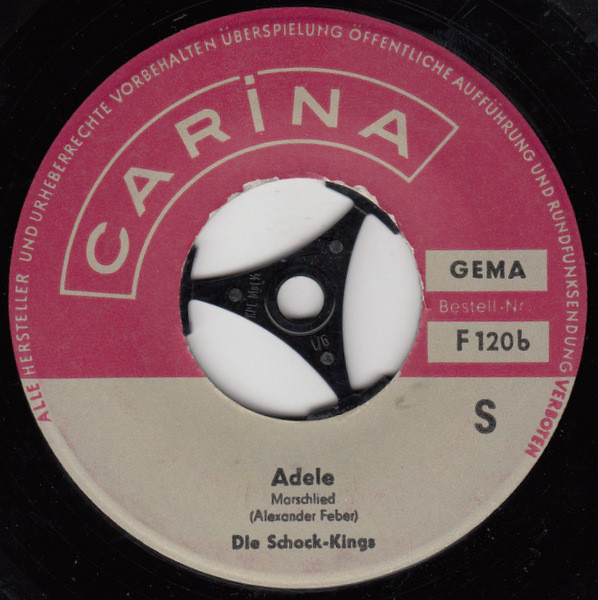 ALLE HERSTELLER UND URHEBERRECHTE VORBEHALTEN ÜBERSPIELUNG ÖFFENTLICHE AUFFÜHRUNG UND RUNDFUNKSENDUNG VERBOTEN
CARiNA
GEMA
Bestell-Nr.
F 120 b
S
Adele
Marschlied
(Alexander Feber)
Die Schock-Kings